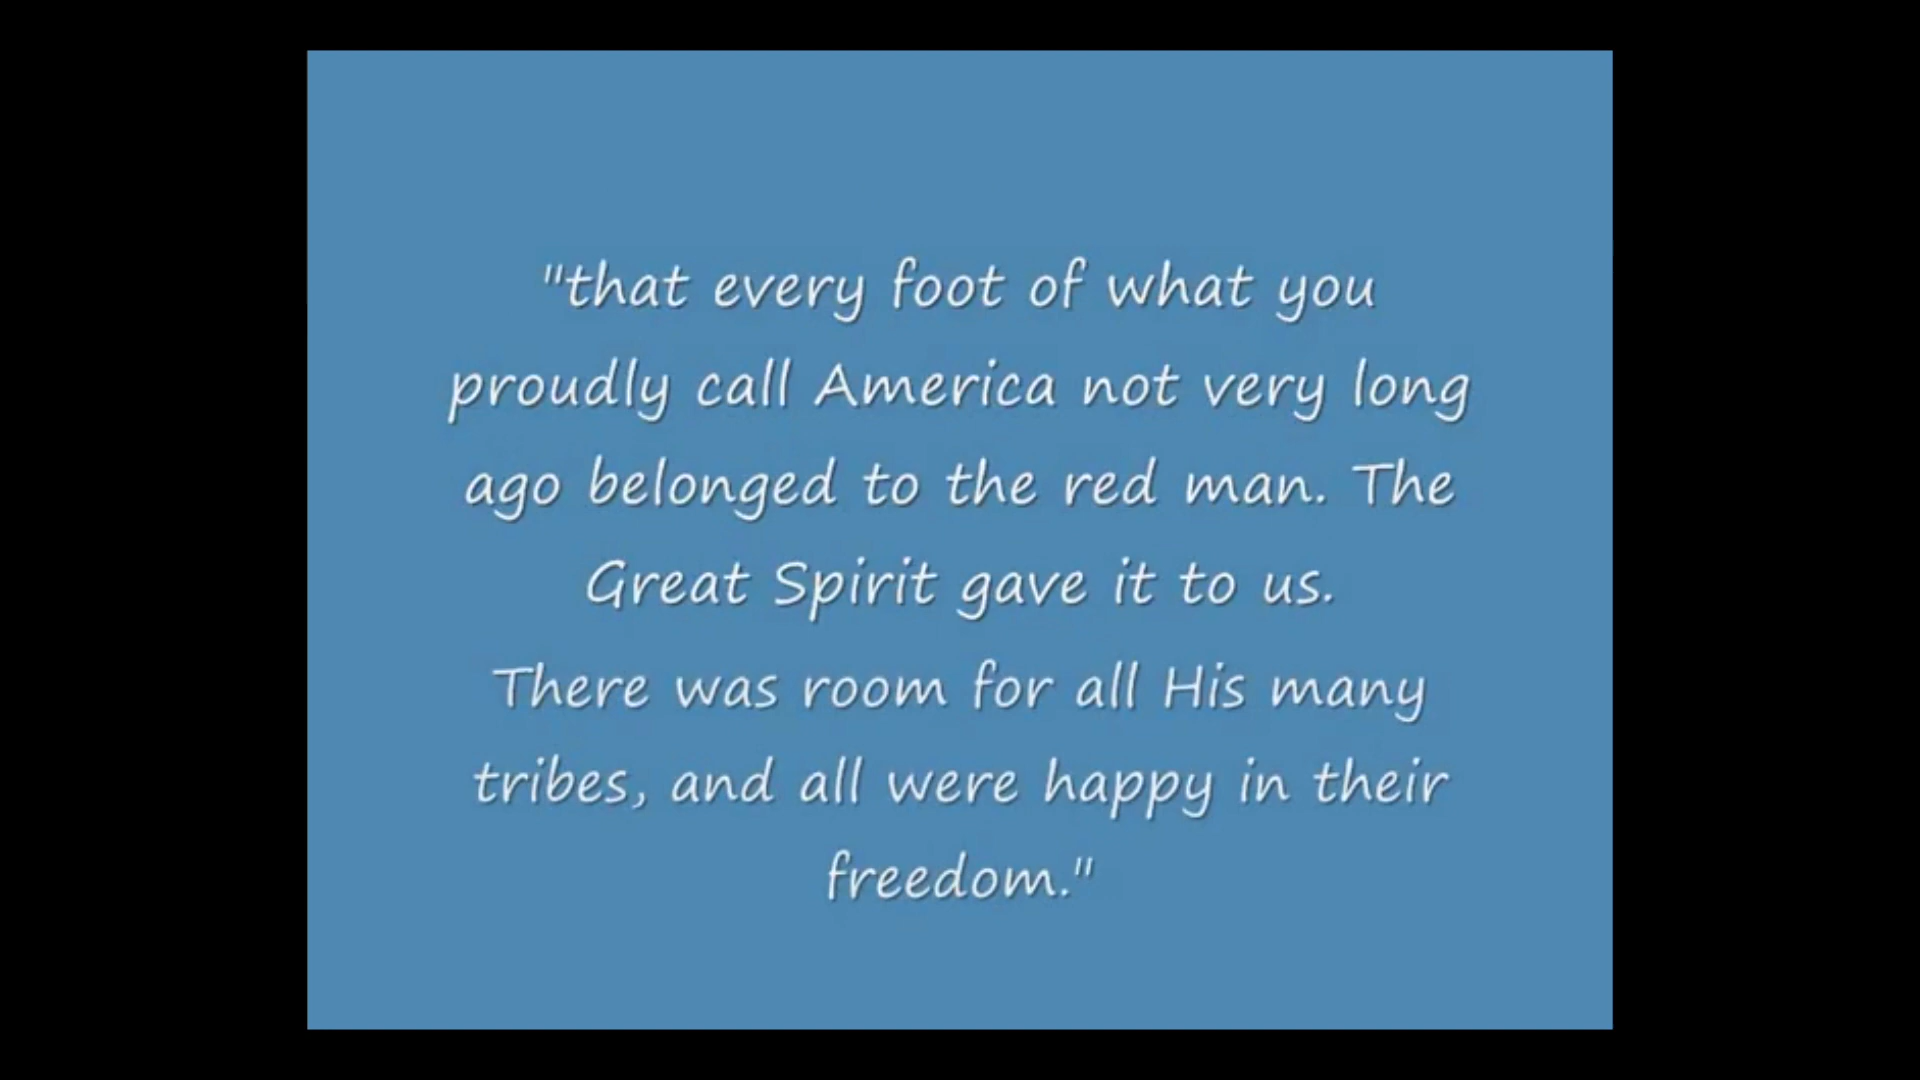 "that every foot of what you
proudly call America not very long
ago belonged to the red man. The
Great Spirit gave it to us.
There was room for all His many
tribes, and all were happy in their
freedom."